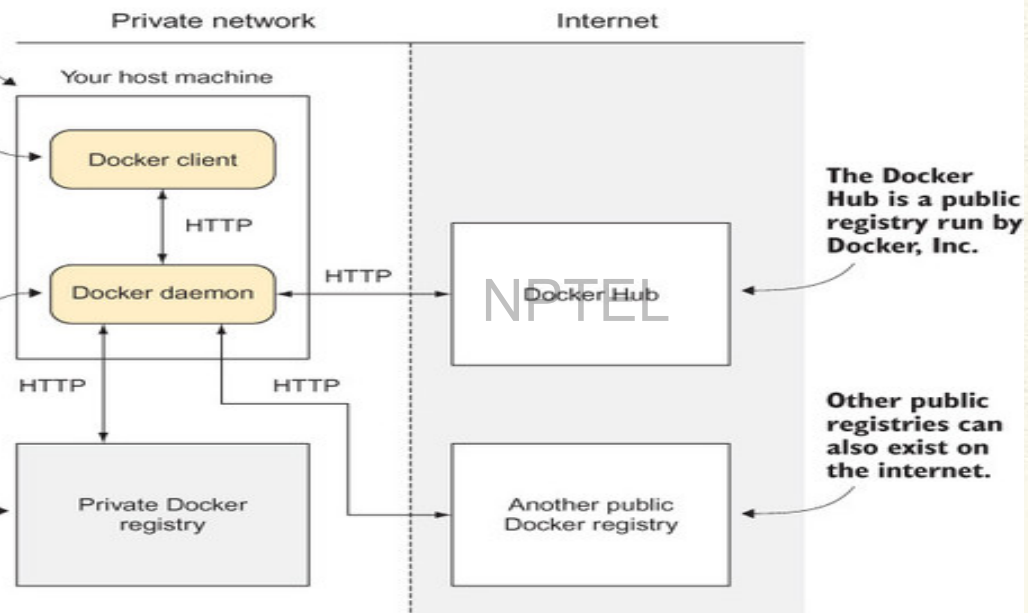 Private network
Internet
Your host machine
Docker client
HTTP
Docker daemon
HTTP
Docker Hub
NPTEL
The Docker
Hub is a public
registry run by
Docker, Inc.
HTTP
HTTP
Private Docker
registry
Another public
Docker registry
Other public
registries can
also exist on
the internet.